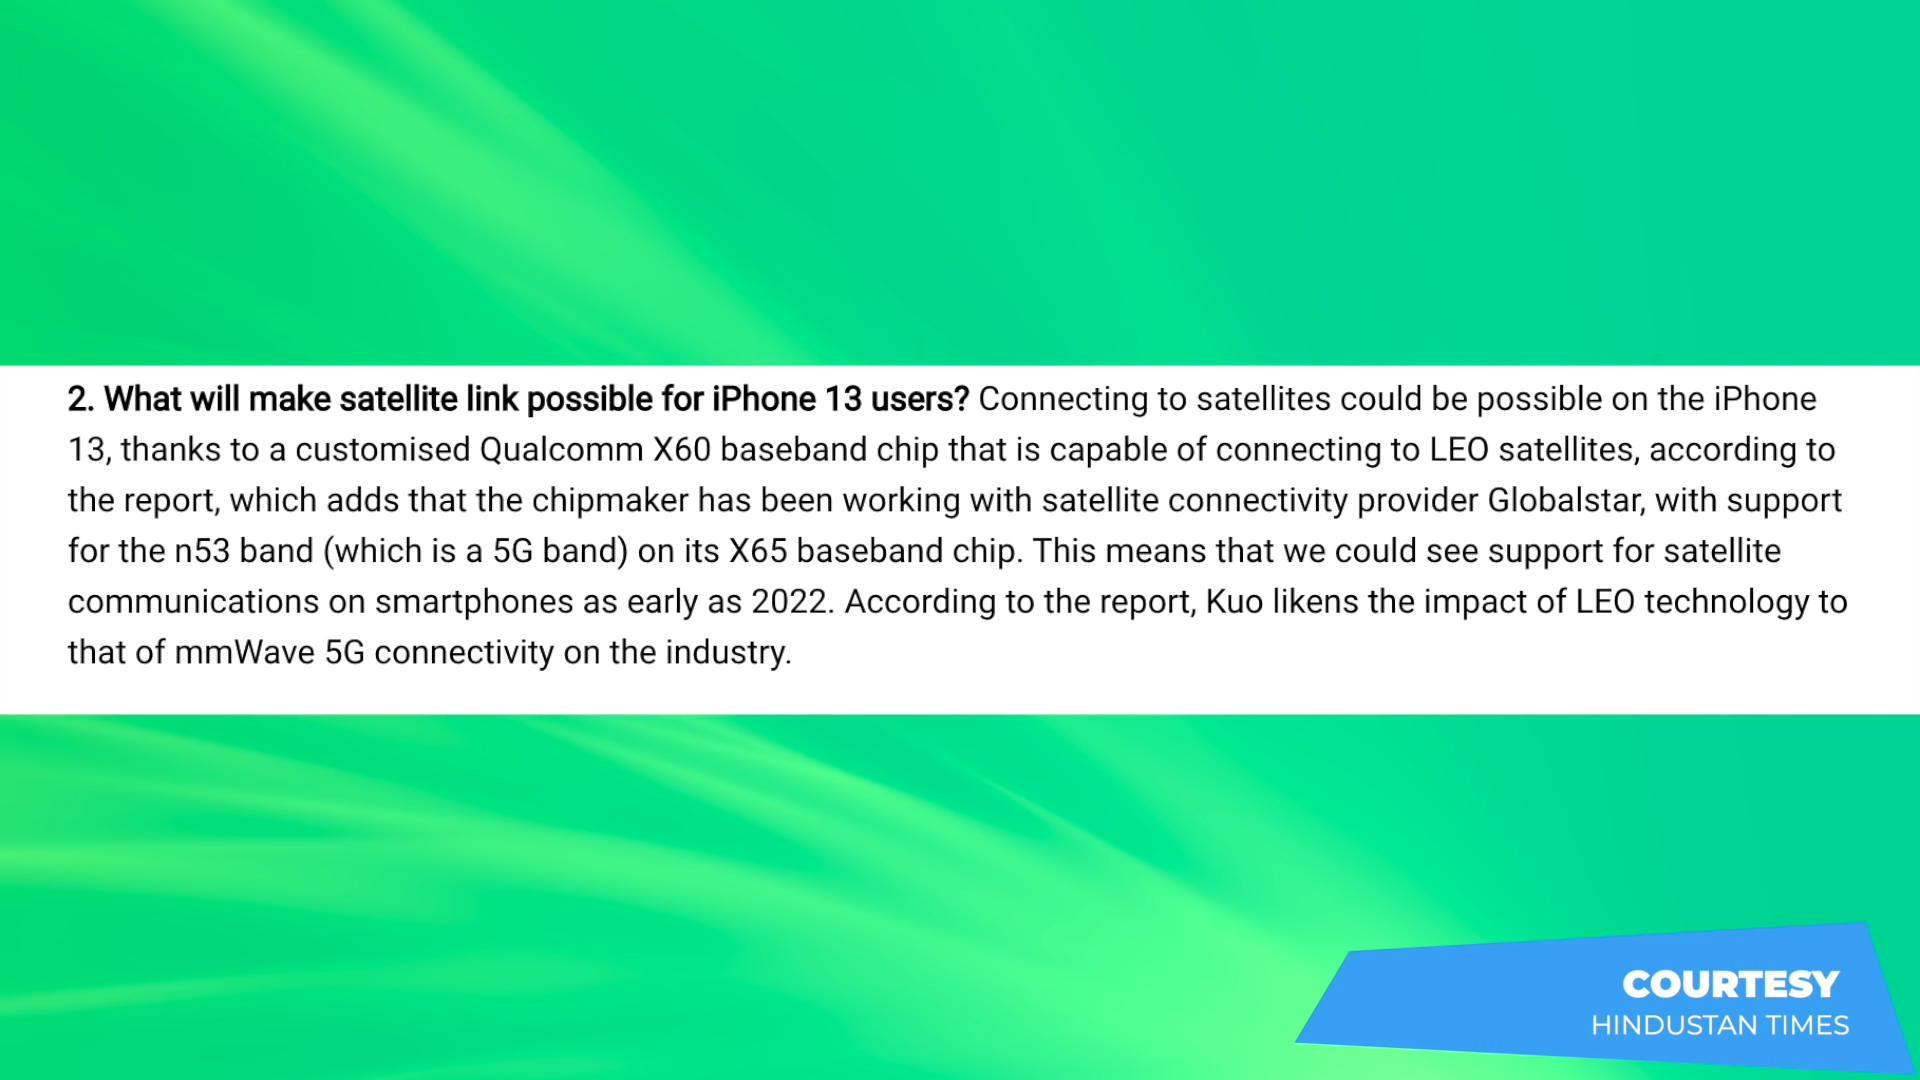 2. What will make satellite link possible for iPhone 13 users? Connecting to satellites could be possible on the iPhone
13, thanks to a customised Qualcomm X60 baseband chip that is capable of connecting to LEO satellites, according to
the report, which adds that the chipmaker has been working with satellite connectivity provider Globalstar, with support
for the n53 band (which is a 5G band) on its X65 baseband chip. This means that we could see support for satellite
communications on smartphones as early as 2022. According to the report, Kuo likens the impact of LEO technology to
that of mmWave 5G connectivity on the industry.
COURTESY
HINDUSTAN TIMES